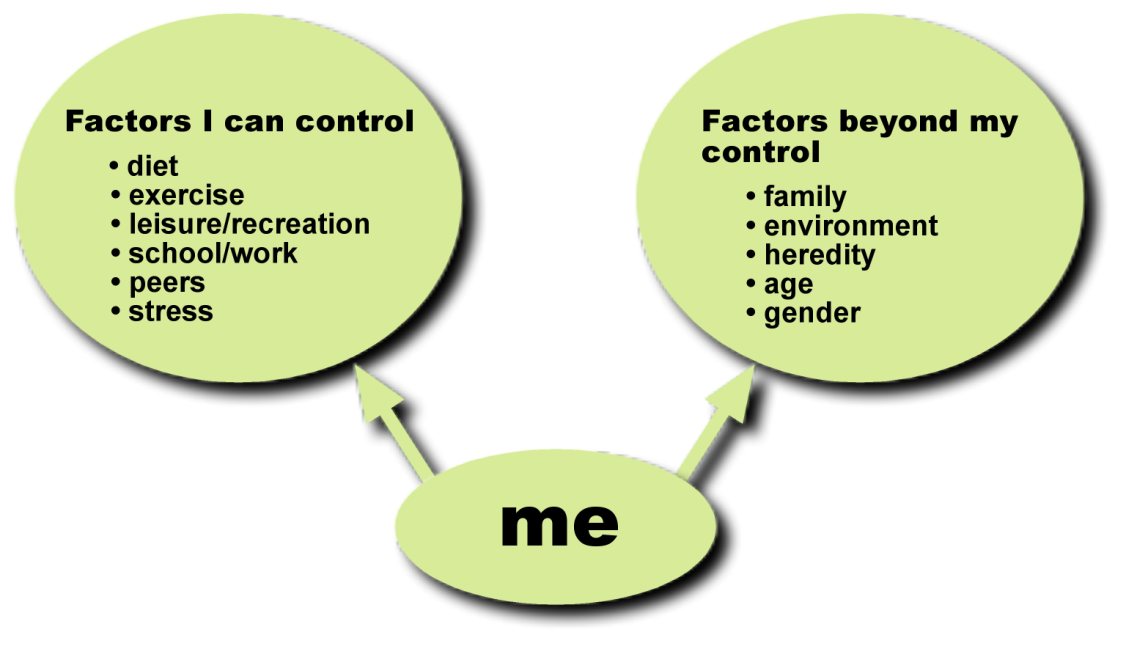 Factors I can control
• diet
• exercise
• leisure/recreation
• school/work
• peers
• stress
Factors beyond my
control
• family
• environment
• heredity
• age
• gender
me